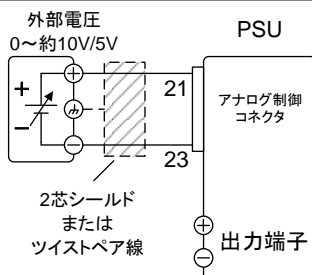 外部電圧
0～約10V/5V
PSU
21
アナログ制御
コネクタ
23
2芯シールド
または
ツイストペア線
出力端子